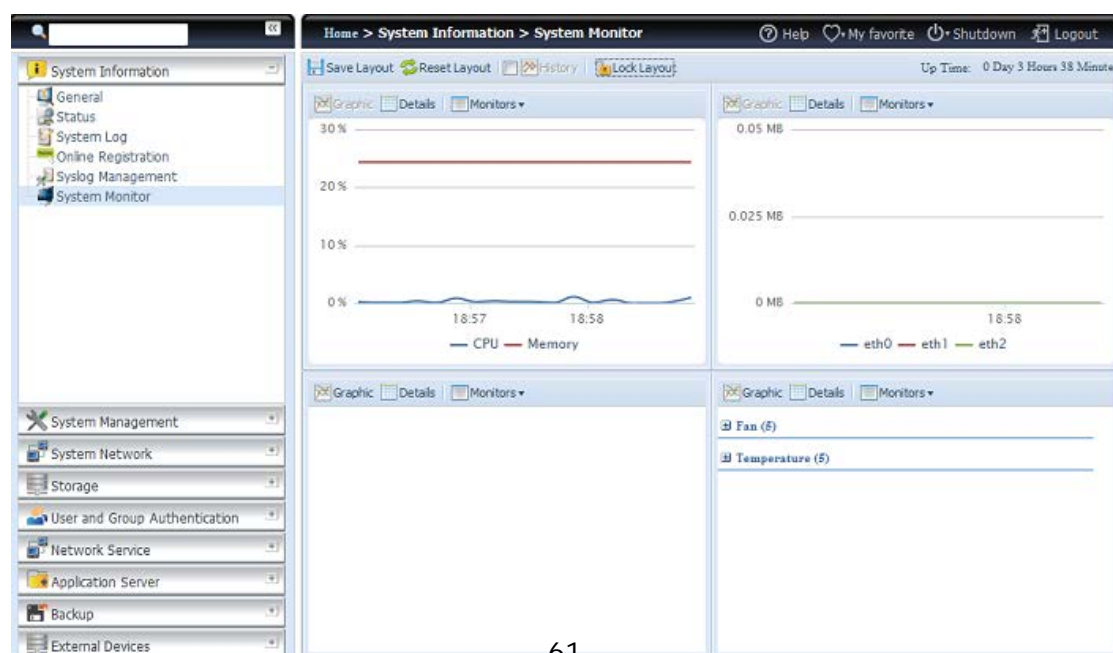 Home > System Information > System Monitor
Help My favorite Shutdown Logout
System Information
General
Status
System Log
Online Registration
Syslog Management
System Monitor
System Management
System Network
Storage
User and Group Authentication
Network Service
Application Server
Backup
External Devices
Save Layout Reset Layout History Lock Layout
Up Time: 0 Day 3 Hours 38 Minute
Graphic Details Monitors
30 %
20 %
10 %
0 %
18:57 18:58
CPU Memory
Graphic Details Monitors
0.05 MB
0.025 MB
0 MB
18:58
eth0 eth1 eth2
Graphic Details Monitors
Graphic Details Monitors
Fan (5)
Temperature (5)